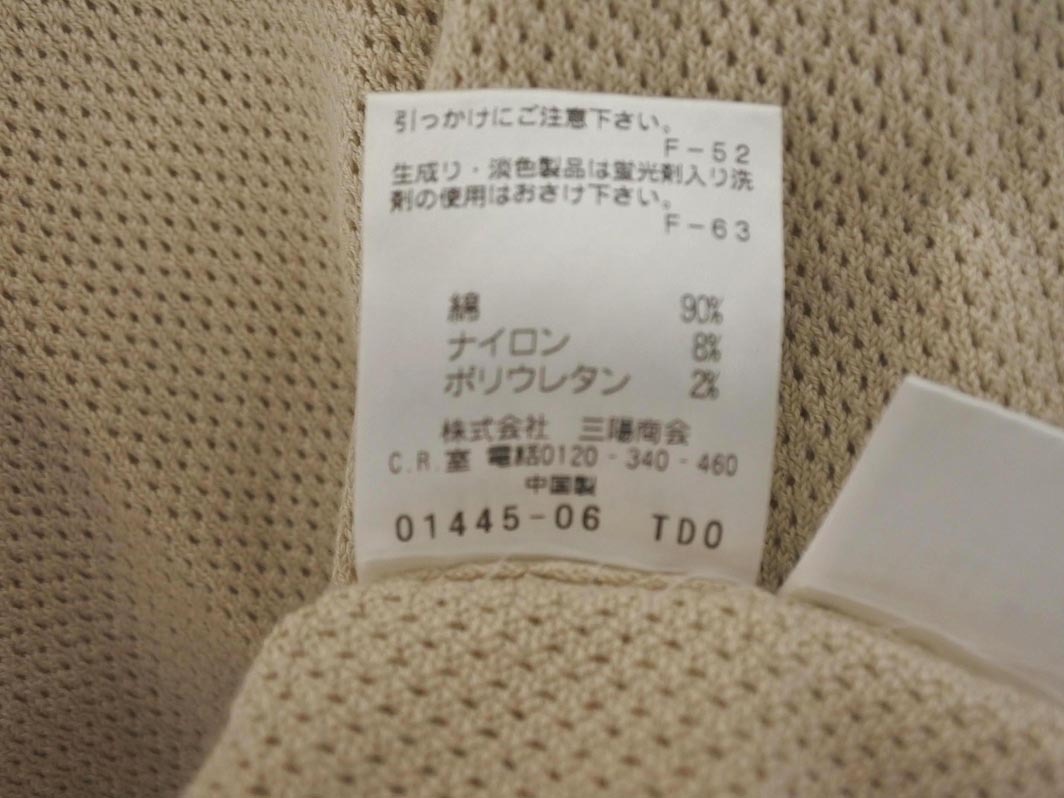 引っかけにご注意下さい。
F-52
生成り・淡色製品は蛍光剤入り洗
剤の使用はおさけ下さい。
F-63
綿 90%
ナイロン 8%
ポリウレタン 2%
株式会社 三陽商会
C.R.室 電話0120-340-460
中国製
01445-06 TDO